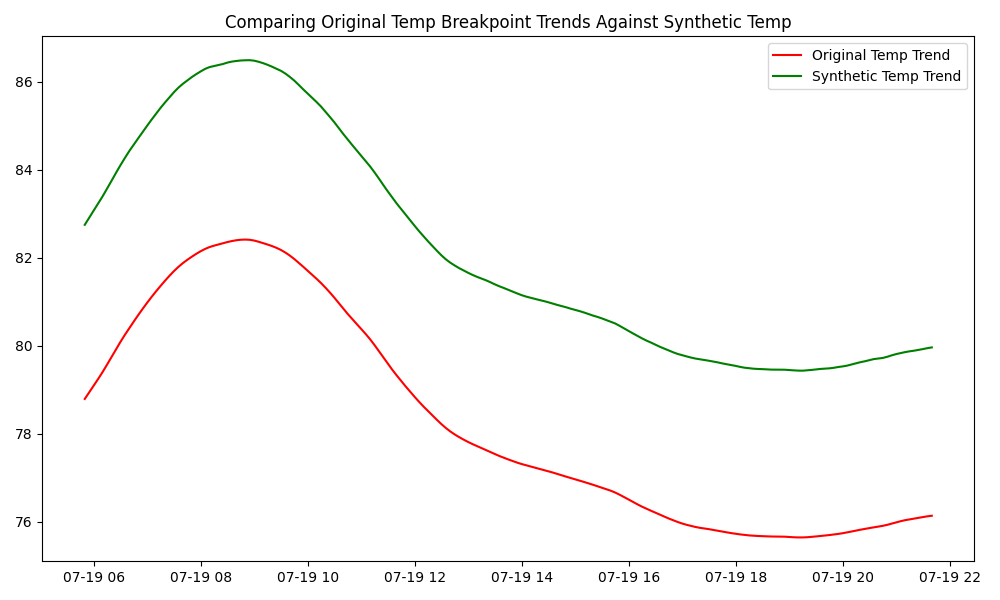 Comparing Original Temp Breakpoint Trends Against Synthetic Temp
Original Temp Trend
Synthetic Temp Trend
86
84
82
80
78
76
07-19 06 07-19 08 07-19 10 07-19 12 07-19 14 07-19 16 07-19 18 07-19 20 07-19 22